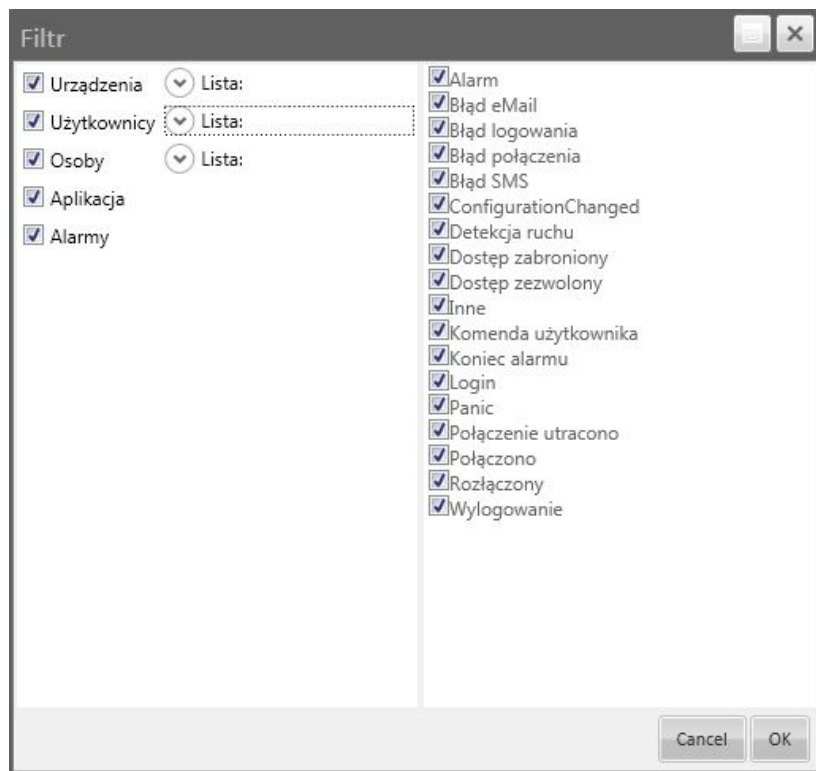 Filtr
Urządzenia Lista:
Użytkownicy Lista:
Osoby Lista:
Aplikacja
Alarmy
Alarm
Błąd eMail
Błąd logowania
Błąd połączenia
Błąd SMS
ConfigurationChanged
Detekcja ruchu
Dostęp zabroniony
Dostęp zezwolony
Inne
Komenda użytkownika
Koniec alarmu
Login
Panic
Połączenie utracono
Połączono
Rozłączony
Wylogowanie
Cancel OK